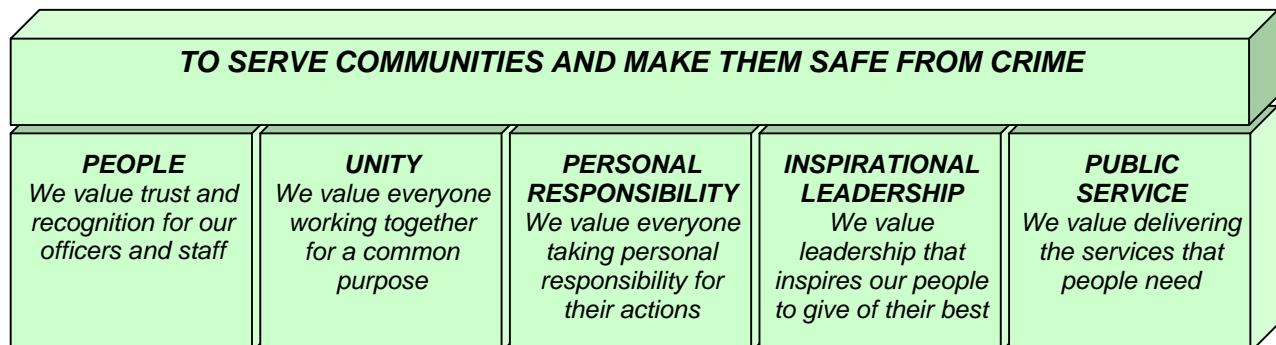 TO SERVE COMMUNITIES AND MAKE THEM SAFE FROM CRIME
PEOPLE
We value trust and
recognition for our
officers and staff
UNITY
We value everyone
working together
for a common
purpose
PERSONAL
RESPONSIBILITY
We value everyone
taking personal
responsibility for
their actions
INSPIRATIONAL
LEADERSHIP
We value
leadership that
inspires our people
to give of their best
PUBLIC
SERVICE
We value delivering
the services that
people need